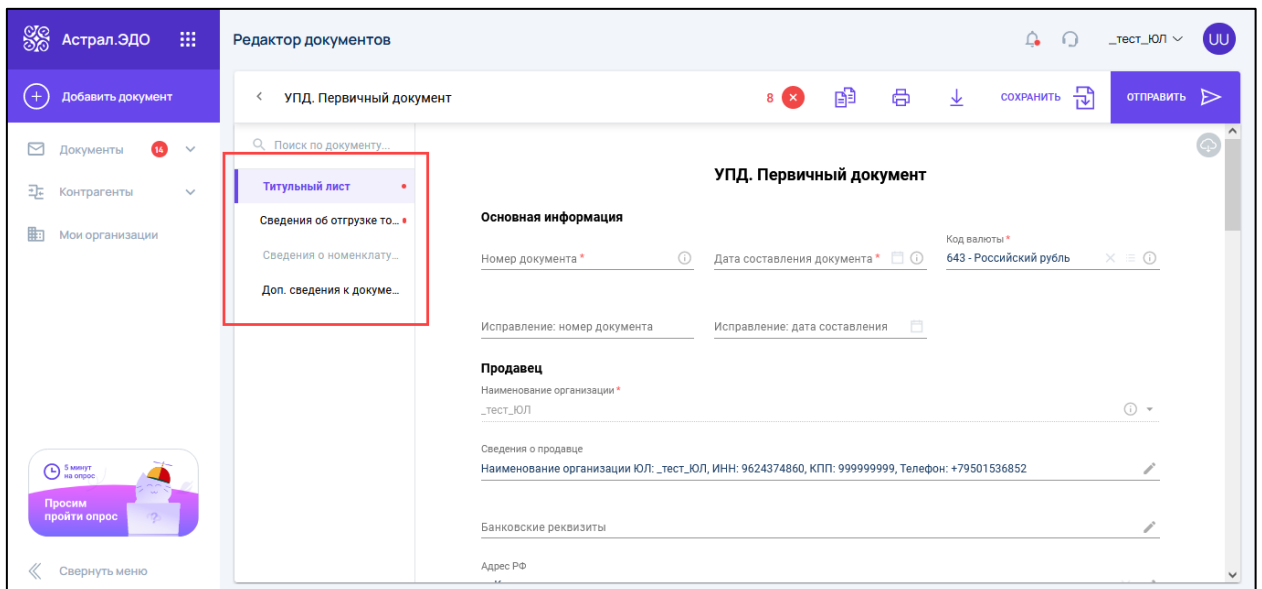 Астрал.ЭДО
Редактор документов
_тест_ЮЛ
UU
Добавить документ
УПД. Первичный документ
8
СОХРАНИТЬ
ОТПРАВИТЬ
Документы
14
Контрагенты
Мои организации
Поиск по документу...
Титульный лист
Сведения об отгрузке то...
Сведения о номенклату...
Доп. сведения к докуме...
УПД. Первичный документ
Основная информация
Номер документа *
Дата составления документа *
Код валюты *
643 - Российский рубль
Исправление: номер документа
Исправление: дата составления
Продавец
Наименование организации *
_тест_ЮЛ
Сведения о продавце
Наименование организации ЮЛ: _тест_ЮЛ, ИНН: 9624374860, КПП: 999999999, Телефон: +79501536852
Банковские реквизиты
Адрес РФ
5 минут
на опрос
Просим
пройти опрос
?
Свернуть меню